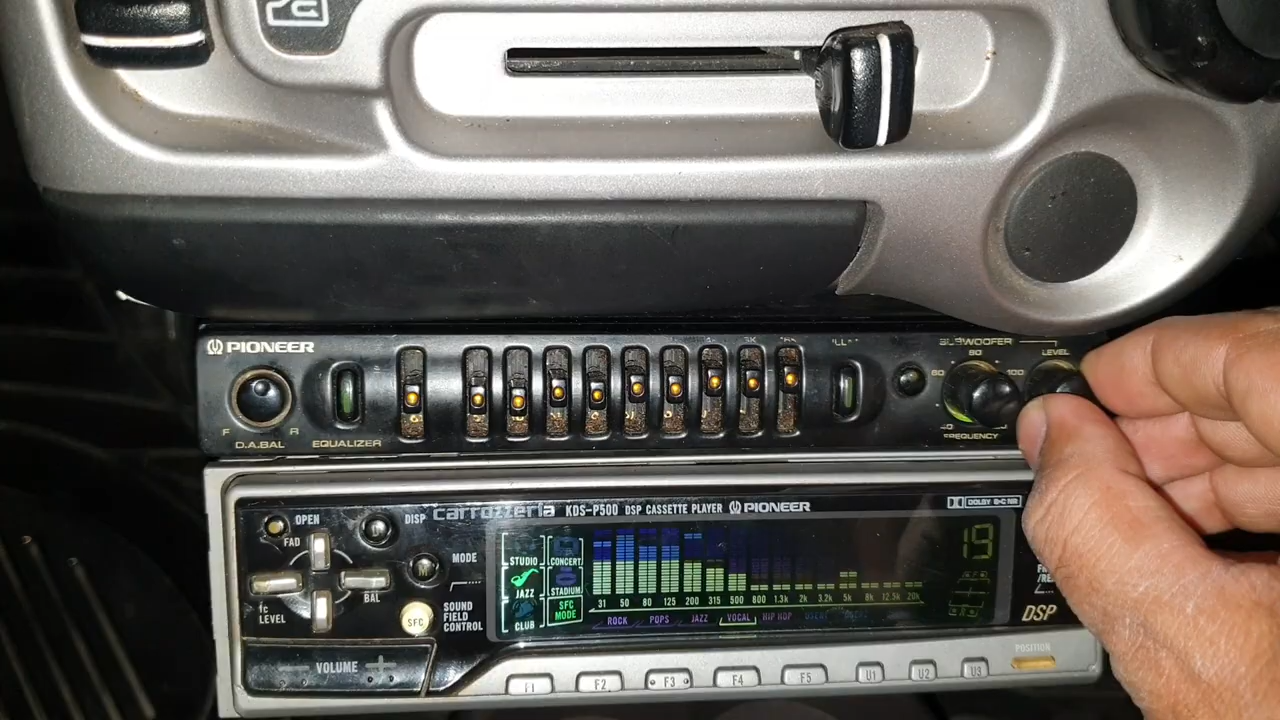 PIONEER
SUBWOOFER
80
LEVEL
60
100
F
R
D.A.BAL
EQUALIZER
FREQUENCY
carrozzeria KDS-P500 DSP CASSETTE PLAYER PIONEER
DOLBY B-C NR
OPEN
DISP
FAD
MODE
BAL
LEVEL
SFC
SOUND
FIELD
CONTROL
STUDIO
CONCERT
JAZZ
STADIUM
CLUB
SFC
MODE
19
31 50 80 125 200 315 500 800 1.3k 2k 3.2k 5k 8k 12.5k 20k
ROCK POPS JAZZ VOCAL HIP HOP
DSP
VOLUME
POSITION
F1 F2 F3 F4 F5 U1 U2 U3